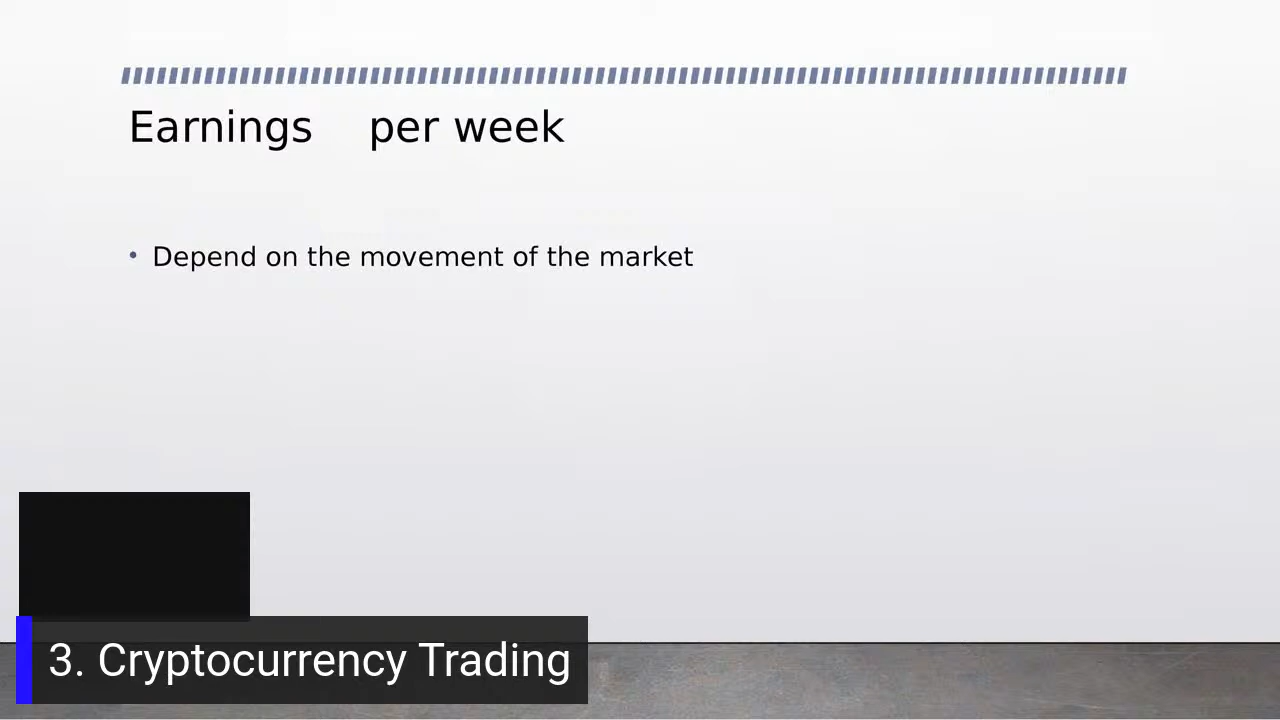 Earnings per week
• Depend on the movement of the market
3. Cryptocurrency Trading